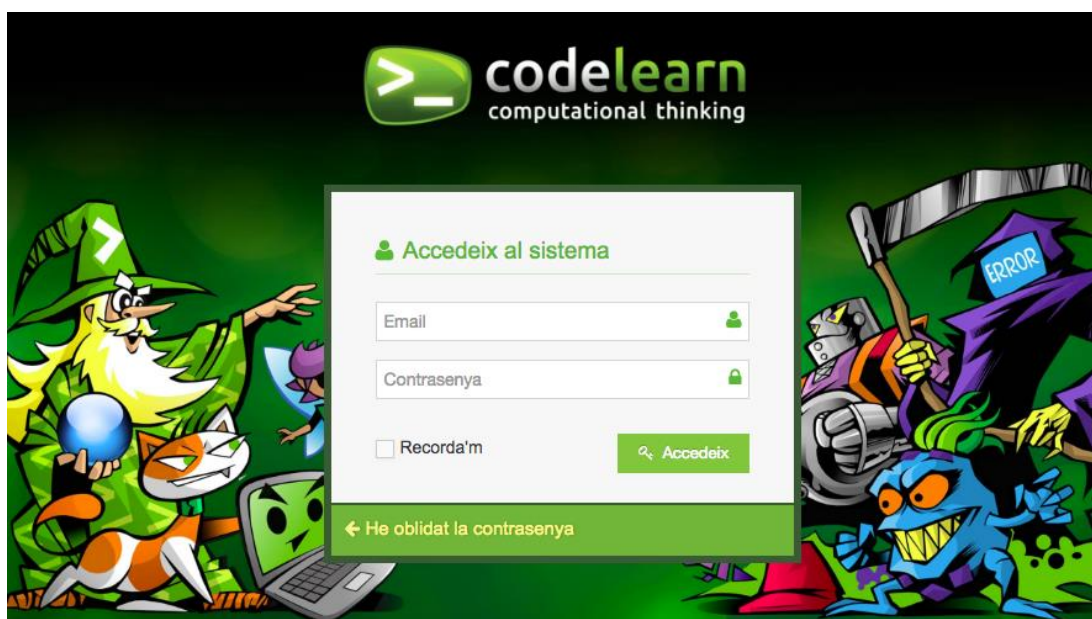 >_ codelearn
computational thinking
Accedeix al sistema
Email
Contrasenya
Recorda'm
Accedeix
He oblidat la contrasenya
ERROR